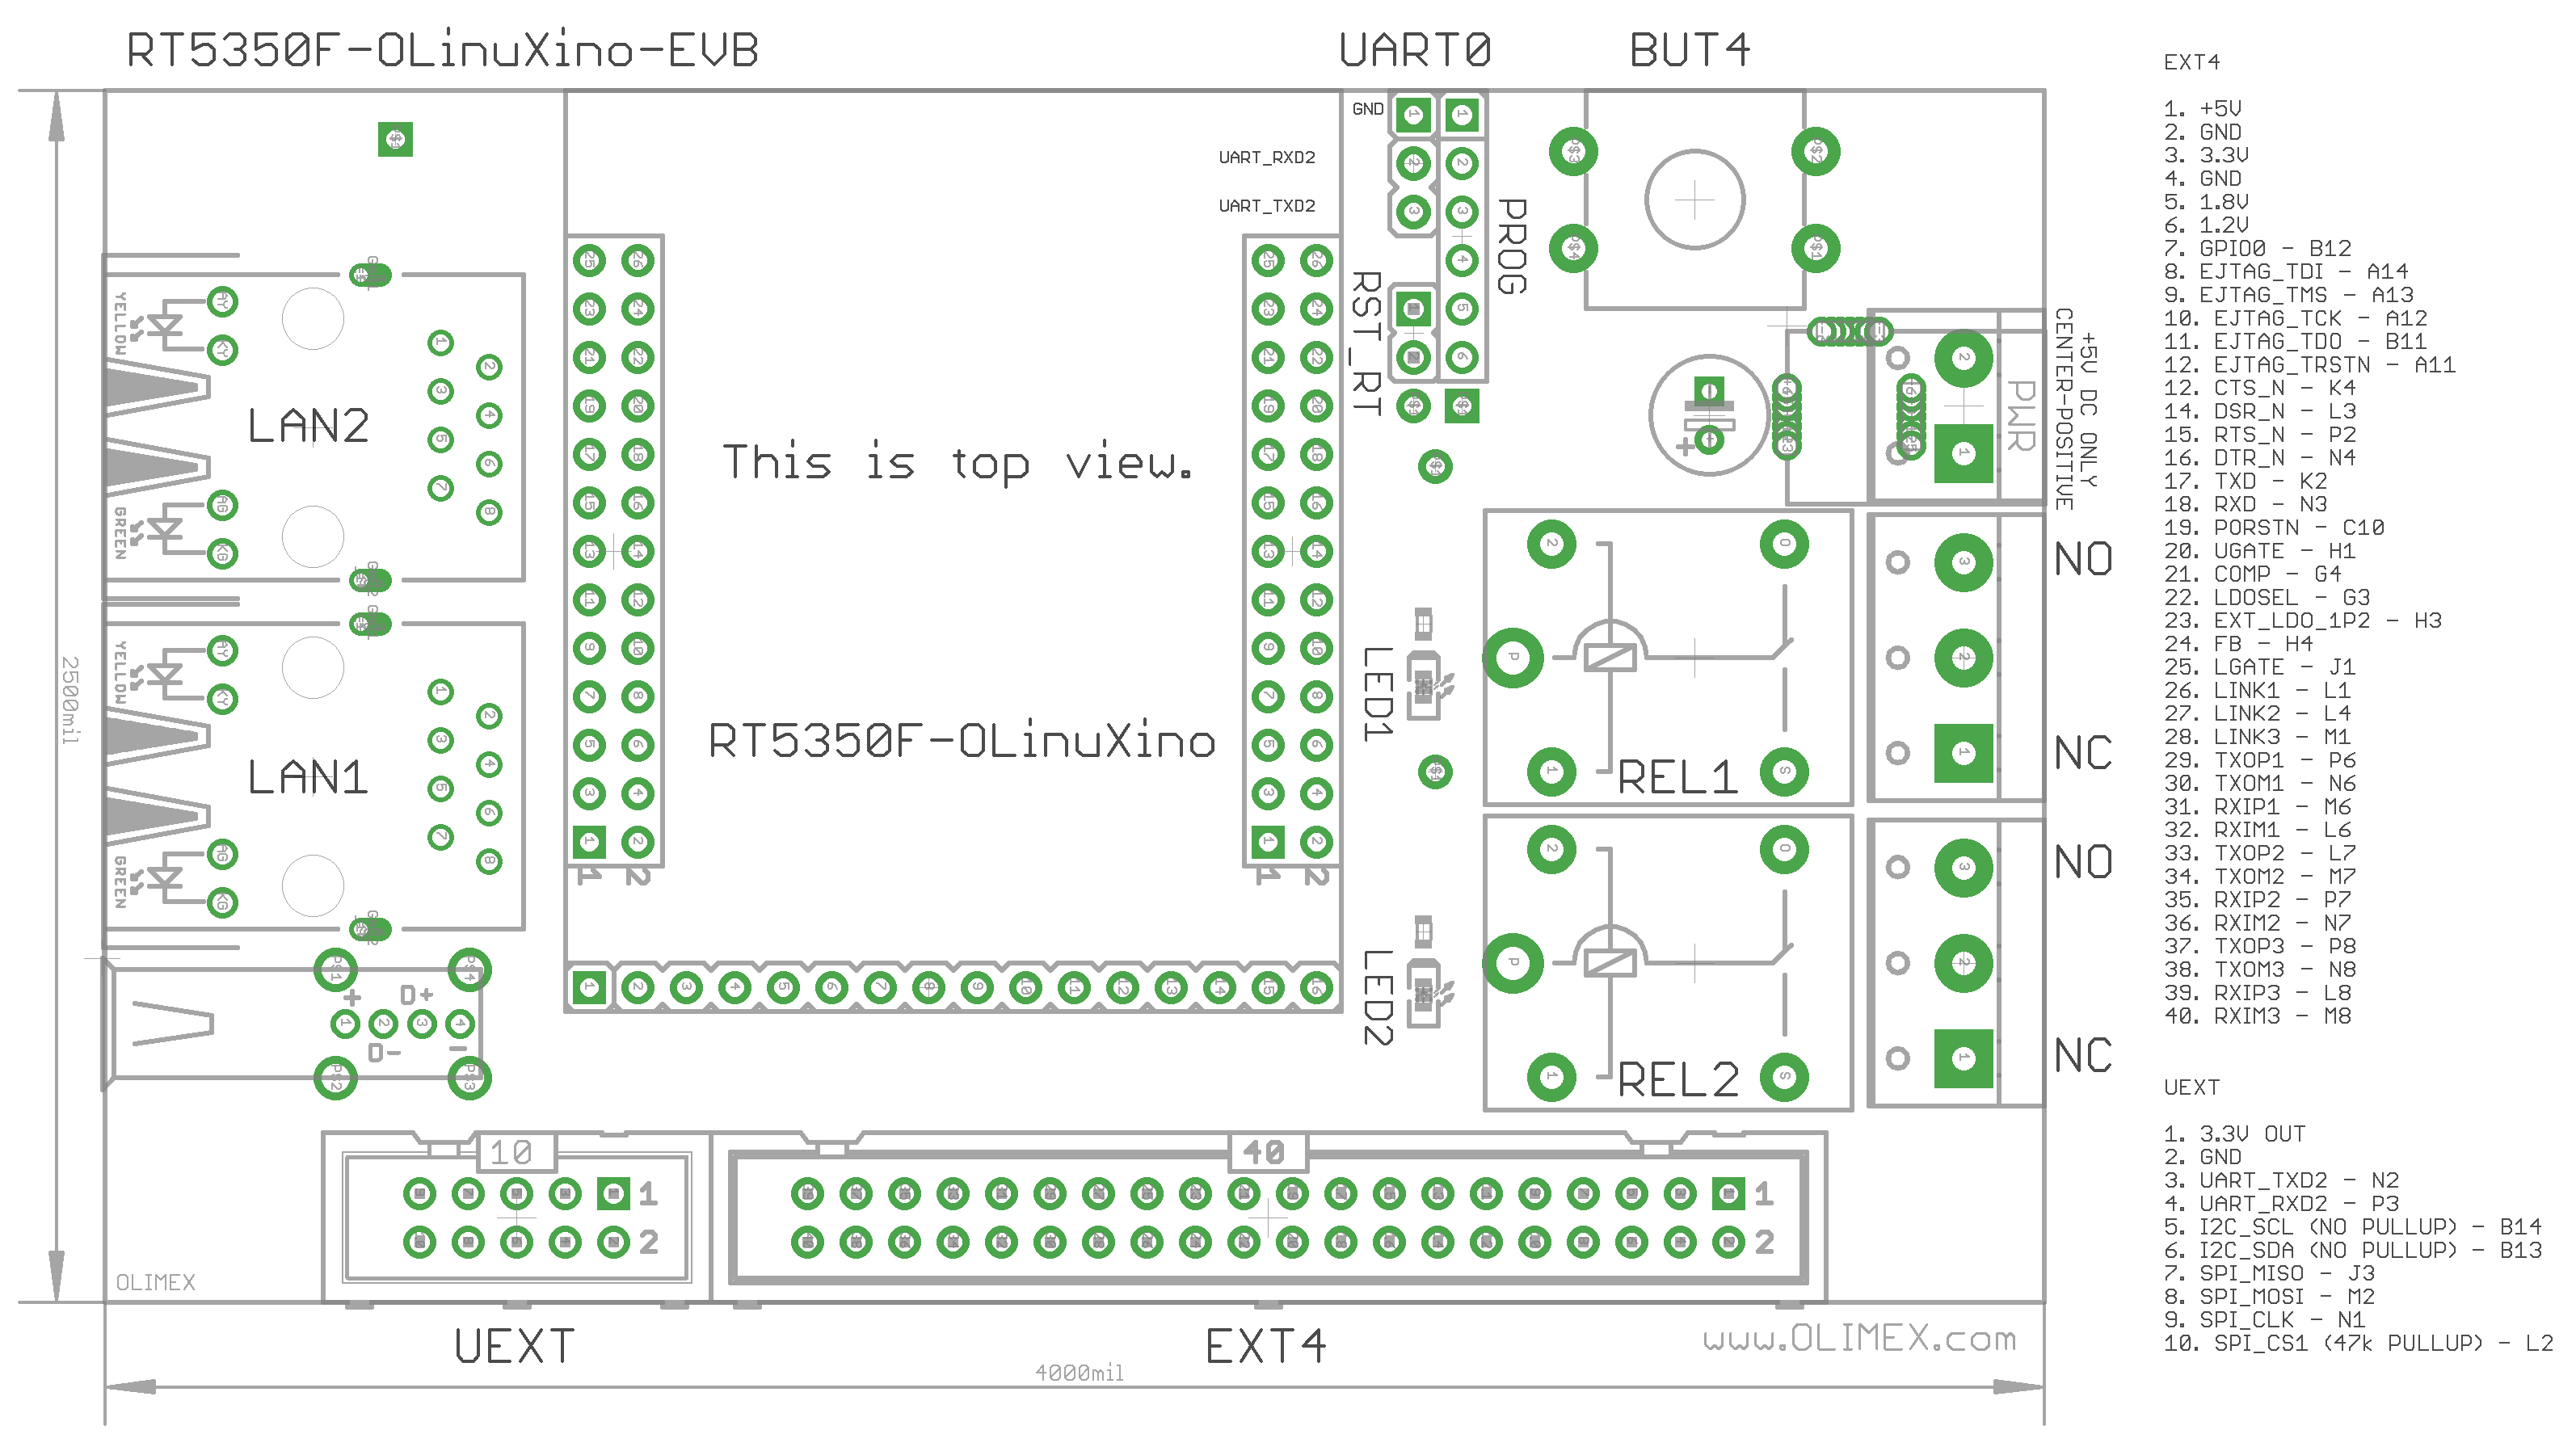 RT5350F-OLinuXino-EVB
UART0
BUT4
GND
UART_RXD2
UART_TXD2
PROG
RST_RT
YELLOW
GREEN
LAN2
This is top view.
+5V DC ONLY
CENTER-POSITIVE
PWR
NO
NC
LED1
REL1
YELLOW
GREEN
LAN1
RT5350F-OLinuXino
1 2
1 2
NO
NC
LED2
REL2
+ D+
D- -
10
40
1
2
1
2
OLIMEX
UEXT
EXT4
www.OLIMEX.com
2500mil
4000mil
EXT4
1. +5V
2. GND
3. 3.3V
4. GND
5. 1.8V
6. 1.2V
7. GPIO0 - B12
8. EJTAG_TDI - A14
9. EJTAG_TMS - A13
10. EJTAG_TCK - A12
11. EJTAG_TDO - B11
12. EJTAG_TRSTN - A11
12. CTS_N - K4
14. DSR_N - L3
15. RTS_N - P2
16. DTR_N - N4
17. TXD - K2
18. RXD - N3
19. PORSTN - C10
20. UGATE - H1
21. COMP - G4
22. LDOSEL - G3
23. EXT_LDO_1P2 - H3
24. FB - H4
25. LGATE - J1
26. LINK1 - L1
27. LINK2 - L4
28. LINK3 - M1
29. TXOP1 - P6
30. TXOM1 - N6
31. RXIP1 - M6
32. RXIM1 - L6
33. TXOP2 - L7
34. TXOM2 - M7
35. RXIP2 - P7
36. RXIM2 - N7
37. TXOP3 - P8
38. TXOM3 - N8
39. RXIP3 - L8
40. RXIM3 - M8
UEXT
1. 3.3V OUT
2. GND
3. UART_TXD2 - N2
4. UART_RXD2 - P3
5. I2C_SCL (NO PULLUP) - B14
6. I2C_SDA (NO PULLUP) - B13
7. SPI_MISO - J3
8. SPI_MOSI - M2
9. SPI_CLK - N1
10. SPI_CS1 (47k PULLUP) - L2